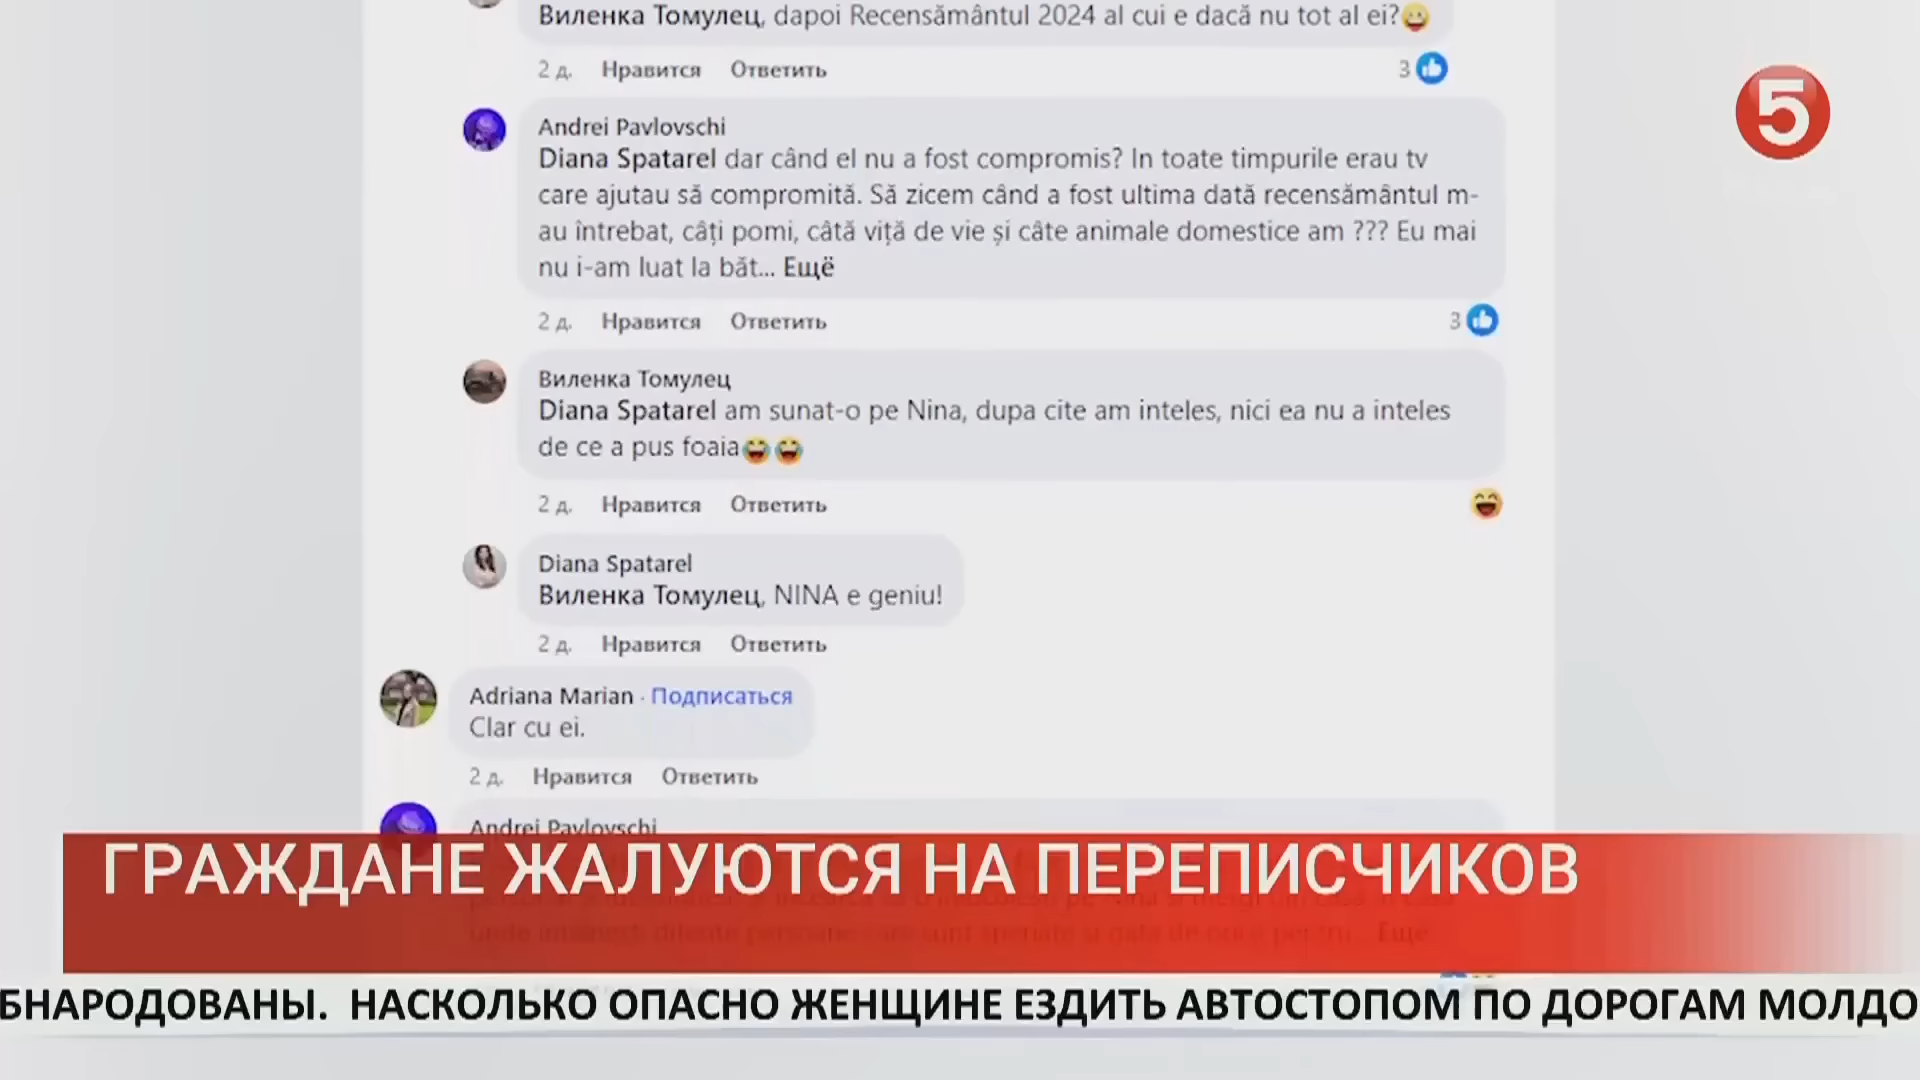 Виленка Томулец, dapoi Recensământul 2024 al cui e dacă nu tot al ei?
2 д. Нравится Ответить 3
5
Andrei Pavlovschi
Diana Spatarel dar când el nu a fost compromis? In toate timpurile erau tv
care ajutau să compromită. Să zicem când a fost ultima dată recensământul m-
au întrebat, câți pomi, câtă viță de vie și câte animale domestice am ??? Eu mai
nu i-am luat la băt... Ещё
2 д. Нравится Ответить 3
Виленка Томулец
Diana Spatarel am sunat-o pe Nina, dupa cite am inteles, nici ea nu a inteles
de ce a pus foaia
2 д. Нравится Ответить
Diana Spatarel
Виленка Томулец, NINA e geniu!
2 д. Нравится Ответить
Adriana Marian · Подписаться
Clar cu ei.
2 д. Нравится Ответить
Andrei Pavlovschi
ГРАЖДАНЕ ЖАЛУЮТСЯ НА ПЕРЕПИСЧИКОВ
БНАРОДОВАНЫ. НАСКОЛЬКО ОПАСНО ЖЕНЩИНЕ ЕЗДИТЬ АВТОСТОПОМ ПО ДОРОГАМ МОЛДО